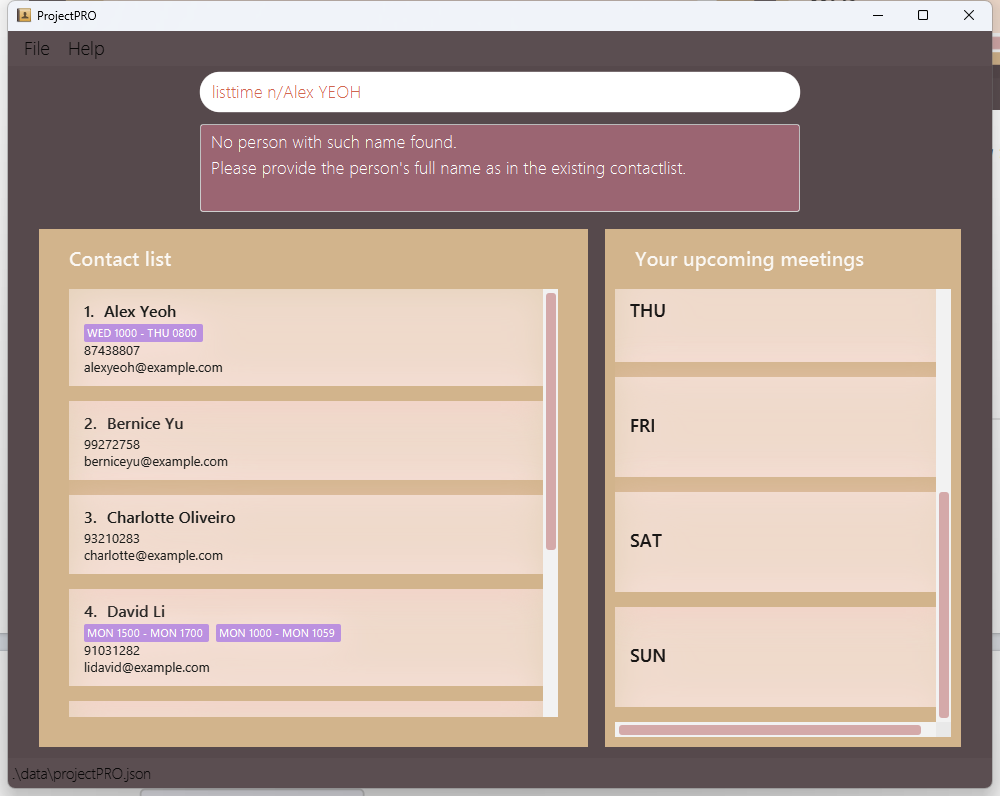 ProjectPRO
File Help
listtime n/Alex YEOH
No person with such name found.
Please provide the person's full name as in the existing contactlist.
Contact list
1. Alex Yeoh
WED 1000 - THU 0800
87438807
alexyeoh@example.com
2. Bernice Yu
99272758
berniceyu@example.com
3. Charlotte Oliveiro
93210283
charlotte@example.com
4. David Li
MON 1500 - MON 1700 MON 1000 - MON 1059
91031282
lidavid@example.com
Your upcoming meetings
THU
FRI
SAT
SUN
.\data\projectPRO.json